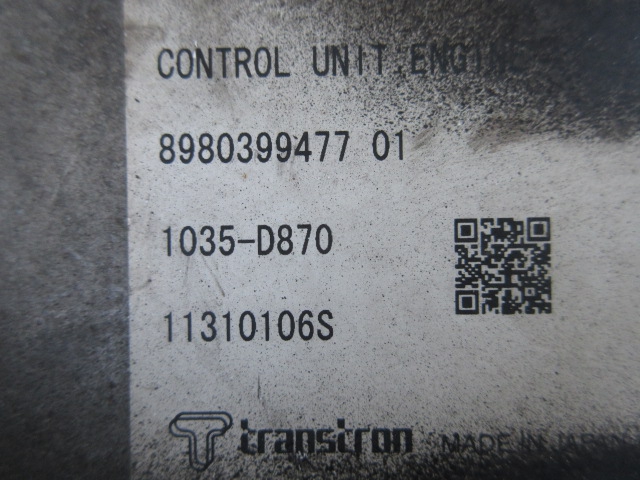 CONTROL UNIT:ENGINE
8980399477 01
1035-D870
11310106S
transtron MADE IN JAPAN